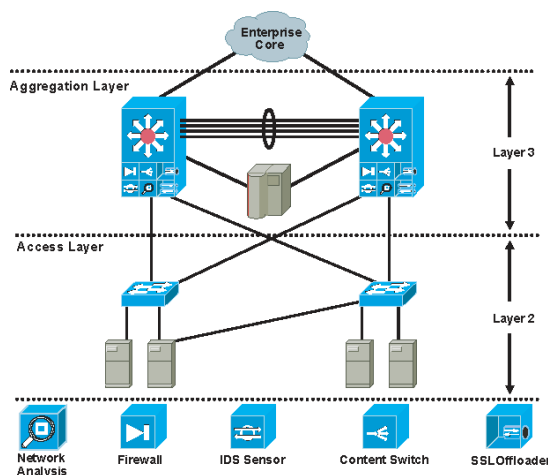 Enterprise
Core
Aggregation Layer
Layer 3
Access Layer
Layer 2
Network
Analysis
Firewall
IDS Sensor
Content Switch
SSLOffloader